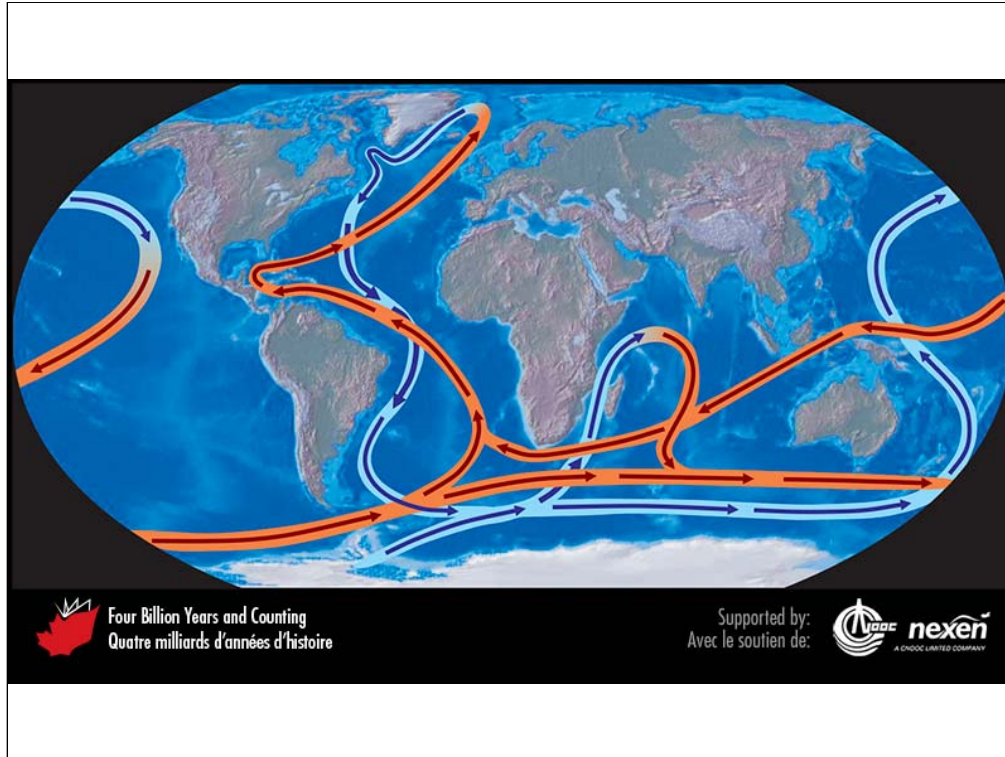 Four Billion Years and Counting
Quatre milliards d'années d'histoire
Supported by:
Avec le soutien de:
nooc
nexen
A CNOOC LIMITED COMPANY